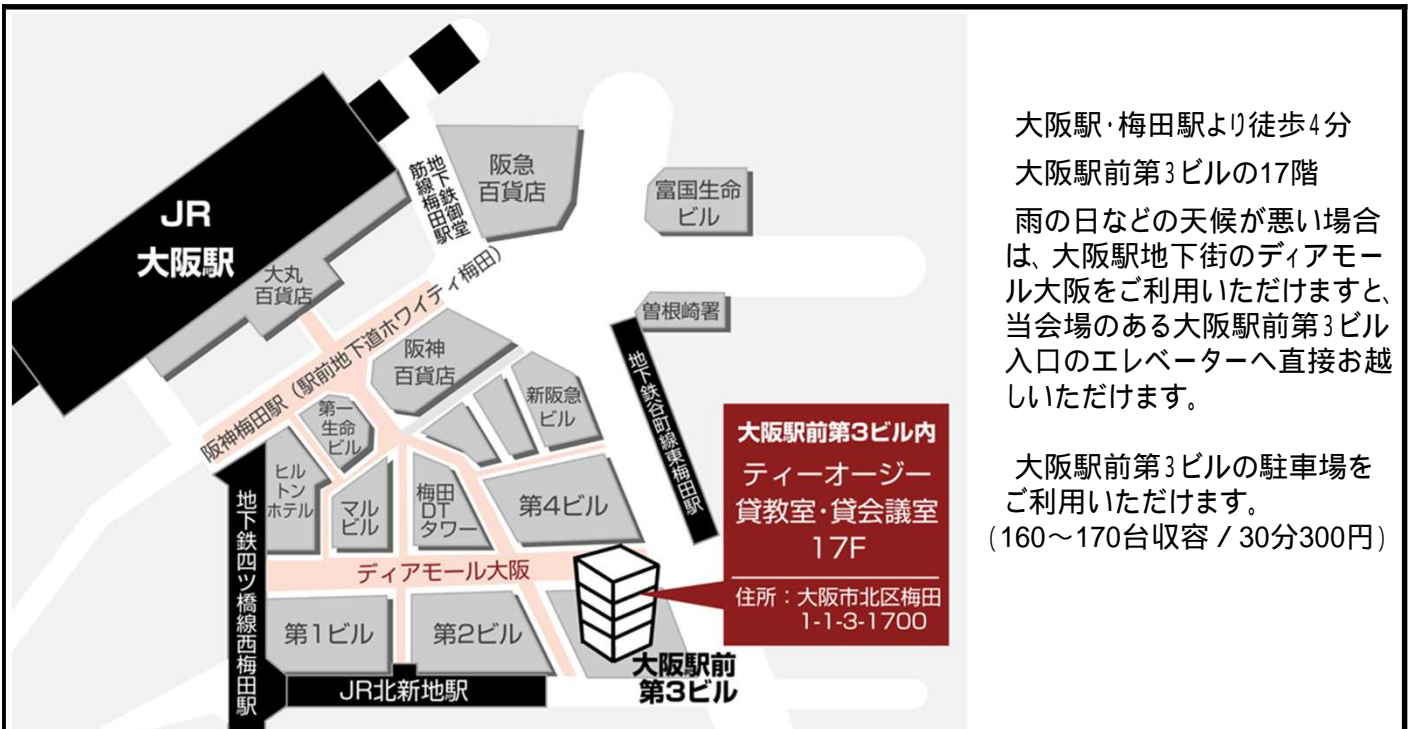 JR
大阪駅
大丸
百貨店
地下鉄御堂
筋線梅田駅
阪急
百貨店
富国生命
ビル
曽根崎署
阪神梅田駅（駅前地下道ホワイティ梅田）
阪神
百貨店
新阪急
ビル
地下鉄谷町線東梅田駅
第一
生命
ビル
ヒル
トン
ホテル
マル
ビル
梅田
DT
タワー
第4ビル
地下鉄四ツ橋線西梅田駅
ディアモール大阪
第1ビル
第2ビル
JR北新地駅
大阪駅前
第3ビル
大阪駅前第3ビル内
ティーオージー
貸教室・貸会議室
17F
住所：大阪市北区梅田
1-1-3-1700
大阪駅・梅田駅より徒歩4分
大阪駅前第3ビルの17階
雨の日などの天候が悪い場合
は、大阪駅地下街のディアモー
ル大阪をご利用いただけますと、
当会場のある大阪駅前第3ビル
入口のエレベーターへ直接お越
しいただけます。
大阪駅前第3ビルの駐車場を
ご利用いただけます。
(160～170台収容 / 30分300円)